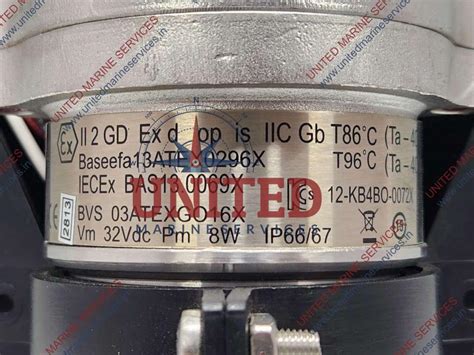 II 2 GD Ex d op is IIC Gb T86°C (Ta -4
Baseefa13ATEX0296X T96°C (Ta -4
IECEx BAS13.0069X
12-KB4BO-0072X
BVS 03ATEXGO16X
Vm 32Vdc Pm 8W IP66/67
Ex
2813
UNITED
MARINE SERVICES
UNITED MARINE SERVICES
www.unitedmarineservices.in